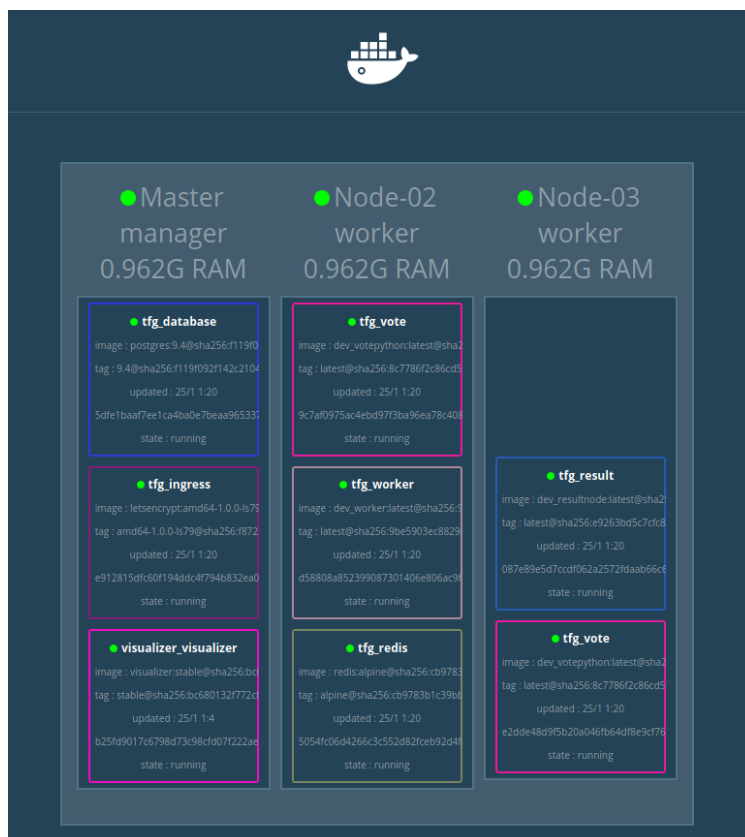 Master
manager
0.962G RAM
tfg_database
image : postgres:9.4@sha256:f119f0
tag : 9.4@sha256:f119f092f142c2104
updated : 25/1 1:20
5dfe1baaf7ee1ca4ba0e7beaa965337
state : running
tfg_ingress
image : letsencrypt:amd64-1.0.0-ls79
tag : amd64-1.0.0-ls79@sha256:f872
updated : 25/1 1:20
e912815dfc60f194ddc4f794b832ea0
state : running
visualizer_visualizer
image : visualizer:stable@sha256:bc6
tag : stable@sha256:bc680132f772cb
updated : 25/1 1:4
b25fd9017c6798d73c98cfd07f222ae
state : running
Node-02
worker
0.962G RAM
tfg_vote
image : dev_votepython:latest@sha2
tag : latest@sha256:8c7786f2c86cd5
updated : 25/1 1:20
9c7af0975ac4ebd97f3ba96ea78c408
state : running
tfg_worker
image : dev_worker:latest@sha256:9
tag : latest@sha256:9be5903ec8829
updated : 25/1 1:20
d58808a852399087301406e806ac9f
state : running
tfg_redis
image : redis:alpine@sha256:cb9783
tag : alpine@sha256:cb9783b1c39bb
updated : 25/1 1:20
5054fc06d4266c3c552d82fceb92d4f
state : running
Node-03
worker
0.962G RAM
tfg_result
image : dev_resultnode:latest@sha2
tag : latest@sha256:e9263bd5c7cfc8
updated : 25/1 1:20
087e89e5d7ccdf062a2572fdaab66c6
state : running
tfg_vote
image : dev_votepython:latest@sha2
tag : latest@sha256:8c7786f2c86cd5
updated : 25/1 1:20
e2dde48d9f5b20a046fb64df8e9cf76
state : running